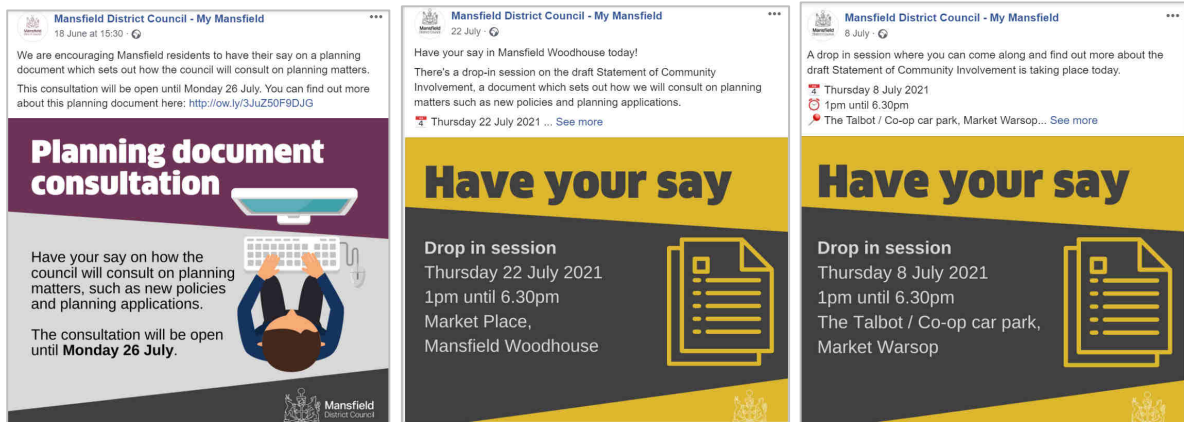 Mansfield District Council - My Mansfield
18 June at 15:30 ·
We are encouraging Mansfield residents to have their say on a planning
document which sets out how the council will consult on planning matters.
This consultation will be open until Monday 26 July. You can find out more
about this planning document here: http://ow.ly/3JuZ50F9DJG
Planning document
consultation
Have your say on how the
council will consult on planning
matters, such as new policies
and planning applications.
The consultation will be open
until Monday 26 July.
Mansfield
District Council
Mansfield District Council - My Mansfield
22 July ·
Have your say in Mansfield Woodhouse today!
There's a drop-in session on the draft Statement of Community
Involvement, a document which sets out how we will consult on planning
matters such as new policies and planning applications.
Thursday 22 July 2021 ... See more
Have your say
Drop in session
Thursday 22 July 2021
1pm until 6.30pm
Market Place,
Mansfield Woodhouse
Mansfield District Council - My Mansfield
8 July ·
A drop in session where you can come along and find out more about the
draft Statement of Community Involvement is taking place today.
Thursday 8 July 2021
1pm until 6.30pm
The Talbot / Co-op car park, Market Warsop... See more
Have your say
Drop in session
Thursday 8 July 2021
1pm until 6.30pm
The Talbot / Co-op car park,
Market Warsop